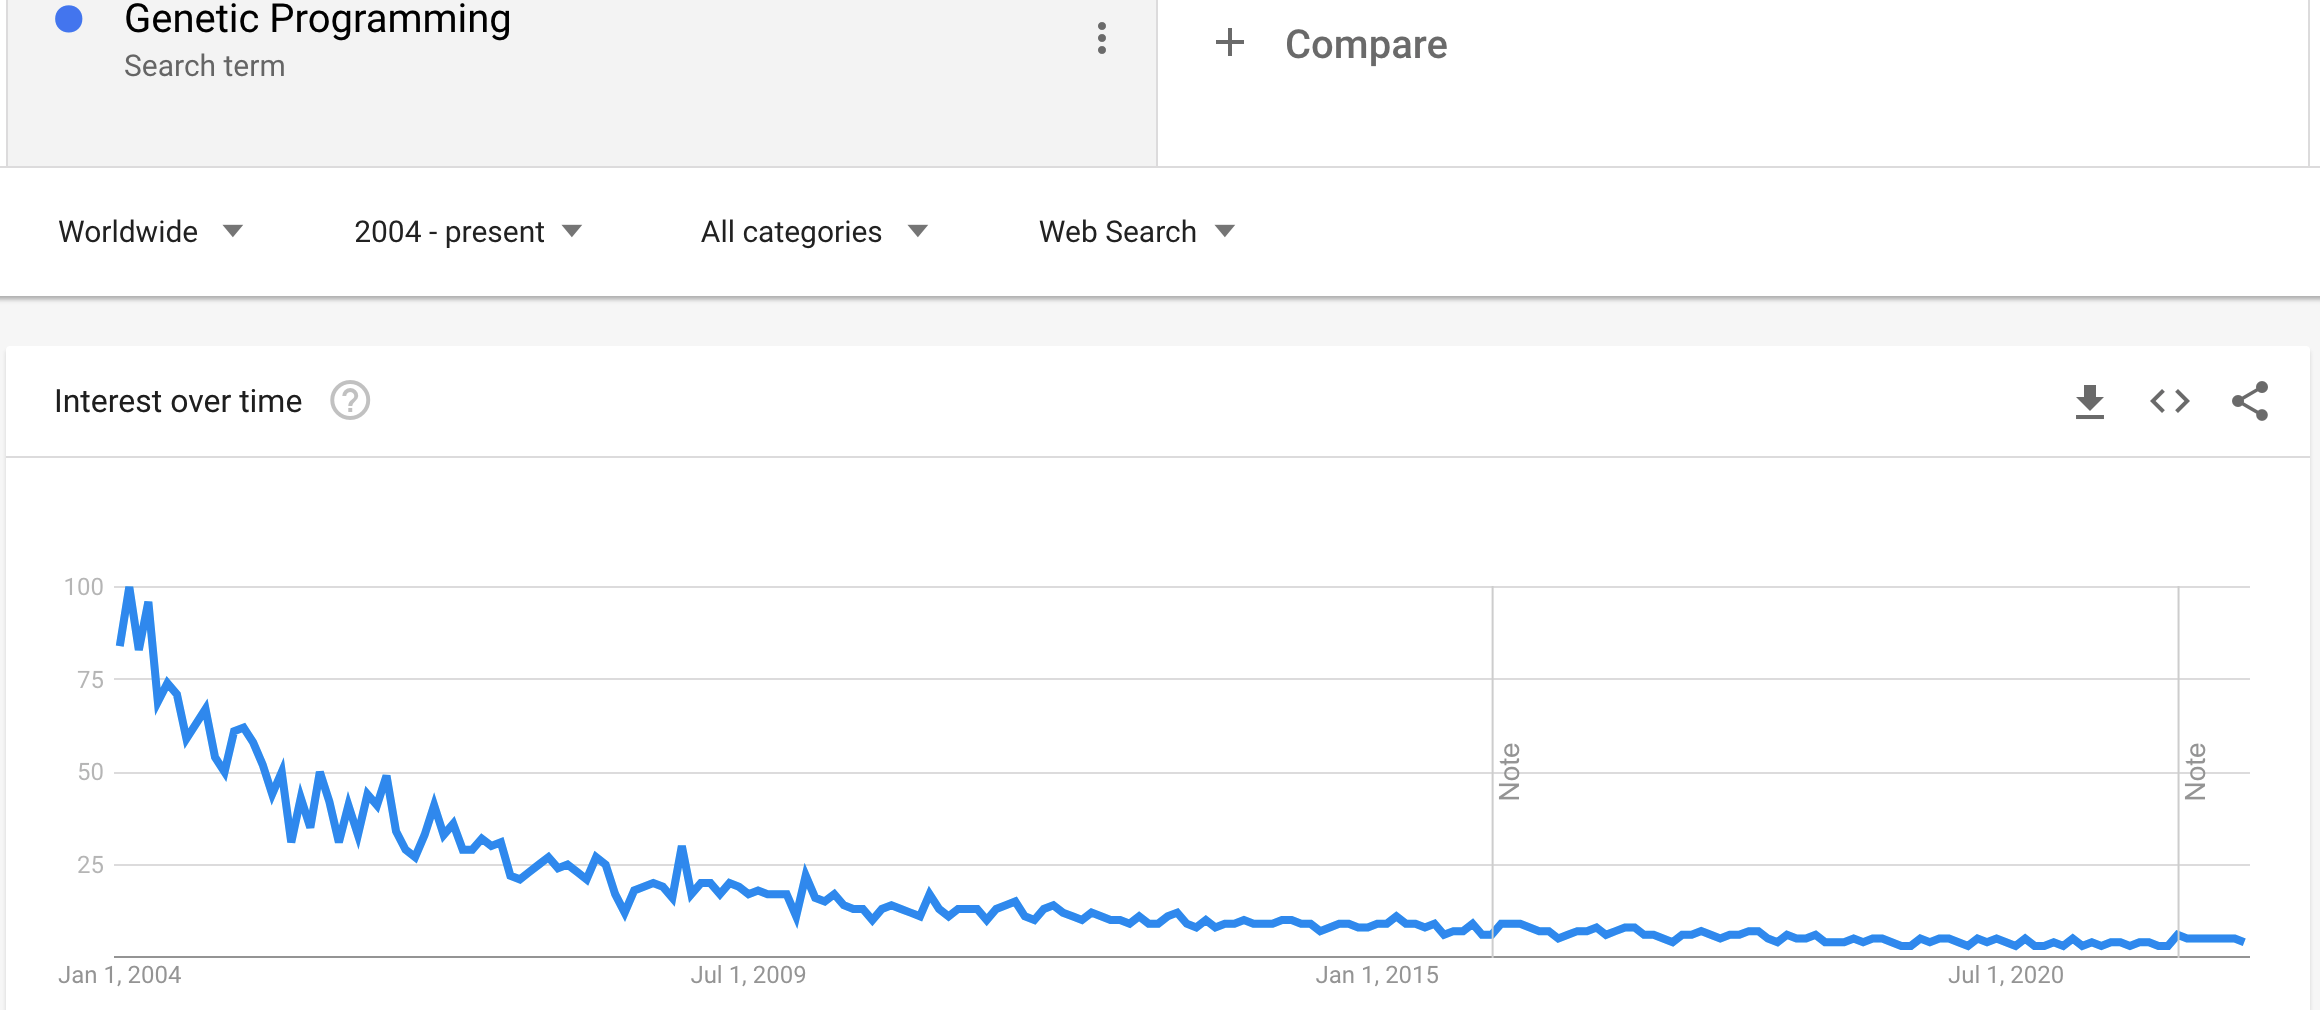 Genetic Programming
Search term
+ Compare
Worldwide
2004 - present
All categories
Web Search
Interest over time
?
100
75
50
25
Note
Note
Jan 1, 2004
Jul 1, 2009
Jan 1, 2015
Jul 1, 2020